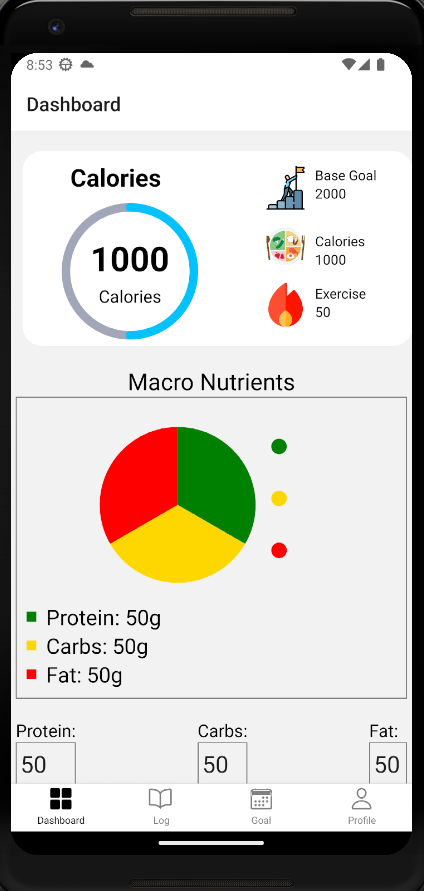 8:53
Dashboard
Calories
1000
Calories
Base Goal
2000
Calories
1000
Exercise
50
Macro Nutrients
Protein: 50g
Carbs: 50g
Fat: 50g
Protein: Carbs: Fat:
50 50 50
Dashboard Log Goal Profile